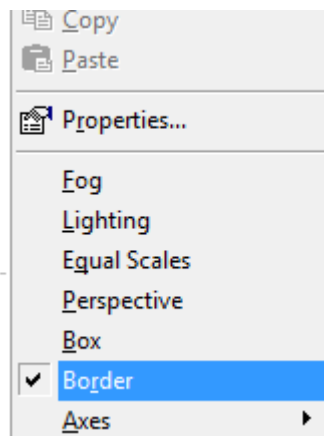 Copy
Paste
Properties...
Fog
Lighting
Equal Scales
Perspective
Box
Border
Axes